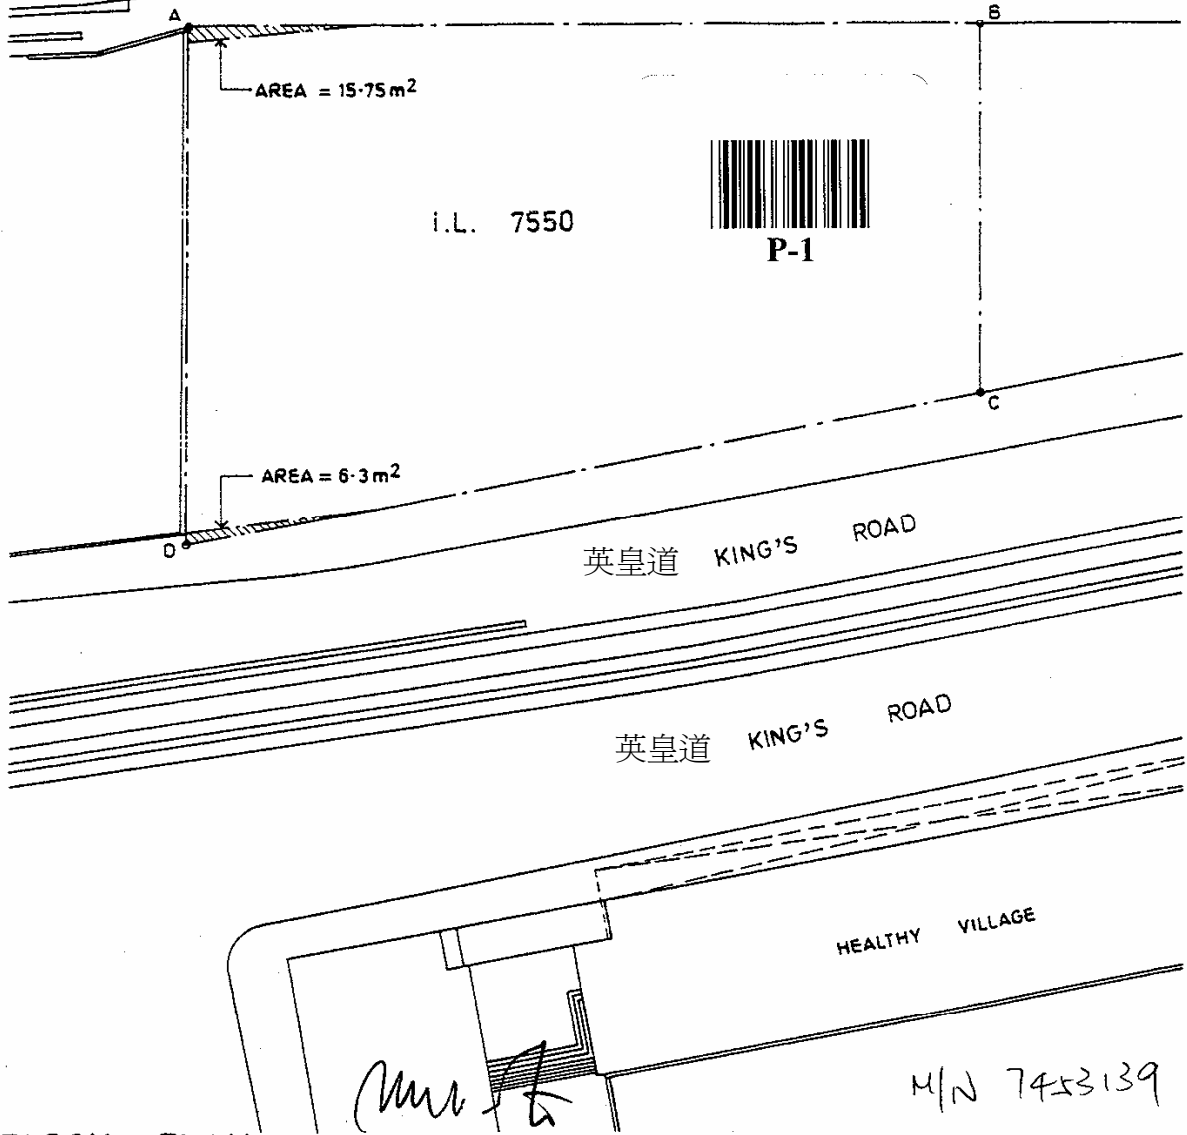 A
B
AREA = 15·75m²
I.L. 7550
P-1
C
AREA = 6·3m²
D
英皇道 KING'S ROAD
英皇道 KING'S ROAD
HEALTHY VILLAGE
M/N 7453139